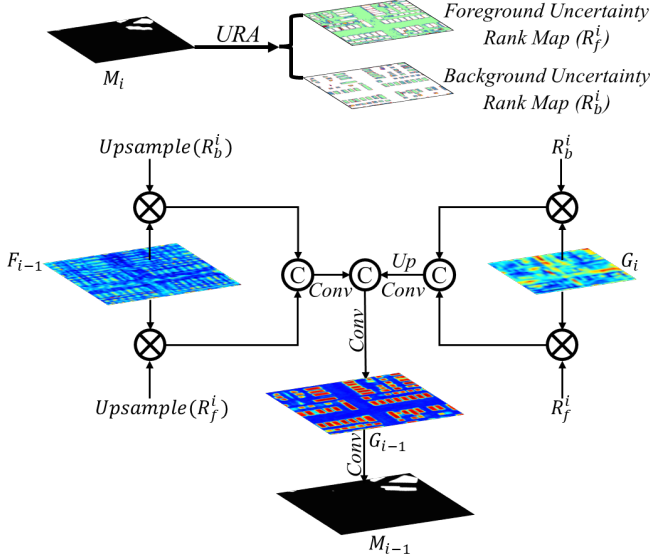 URA
Foreground Uncertainty
Rank Map (R_f^i)
M_i
Background Uncertainty
Rank Map (R_b^i)
Upsample(R_b^i)
R_b^i
F_{i-1}
G_i
C
C
C
Up
Conv
Conv
Conv
Upsample(R_f^i)
R_f^i
G_{i-1}
Conv
M_{i-1}